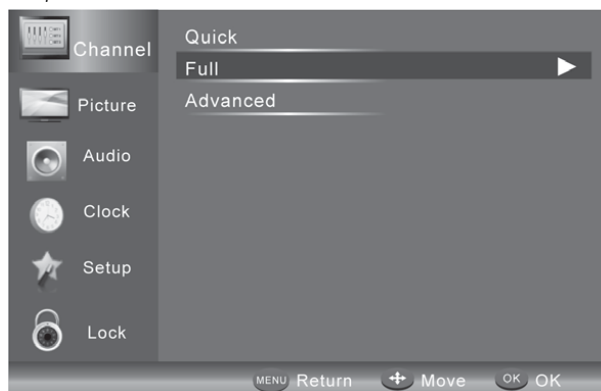 Channel
Picture
Audio
Clock
Setup
Lock
Quick
Full
Advanced
MENU Return Move OK OK